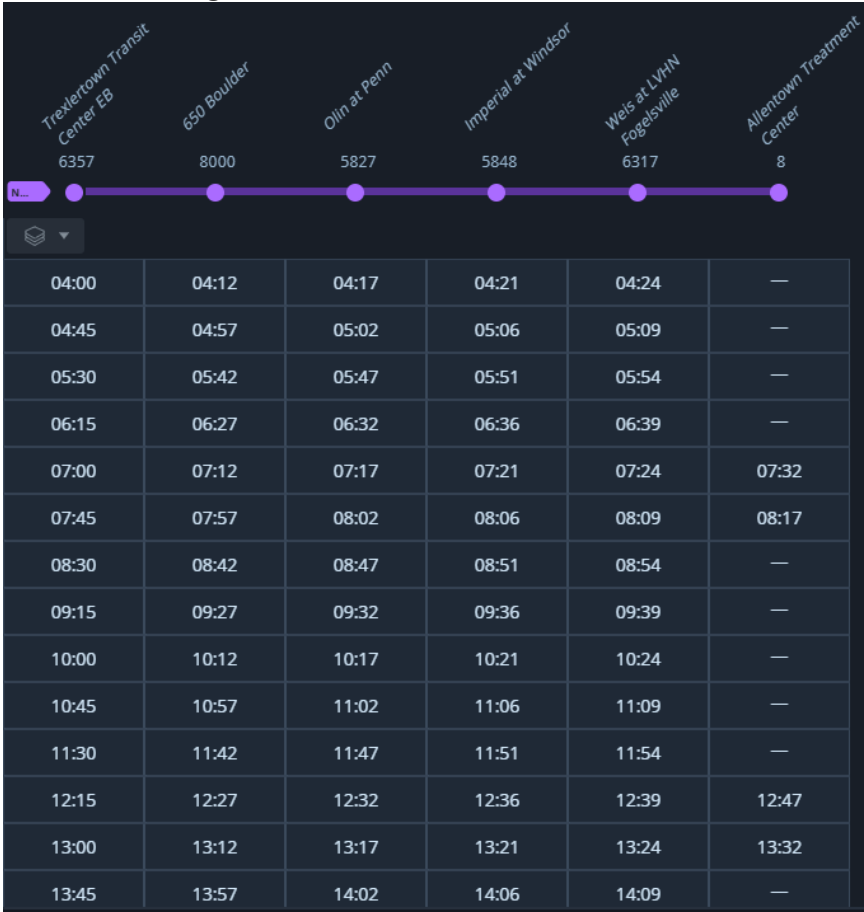 Trexlertown Transit
Center EB
650 Boulder
Olin at Penn
Imperial at Windsor
Weis at LVHN
Fogelsville
Allentown Treatment
Center
6357 8000 5827 5848 6317 8
N...
04:00 04:12 04:17 04:21 04:24 —
04:45 04:57 05:02 05:06 05:09 —
05:30 05:42 05:47 05:51 05:54 —
06:15 06:27 06:32 06:36 06:39 —
07:00 07:12 07:17 07:21 07:24 07:32
07:45 07:57 08:02 08:06 08:09 08:17
08:30 08:42 08:47 08:51 08:54 —
09:15 09:27 09:32 09:36 09:39 —
10:00 10:12 10:17 10:21 10:24 —
10:45 10:57 11:02 11:06 11:09 —
11:30 11:42 11:47 11:51 11:54 —
12:15 12:27 12:32 12:36 12:39 12:47
13:00 13:12 13:17 13:21 13:24 13:32
13:45 13:57 14:02 14:06 14:09 —